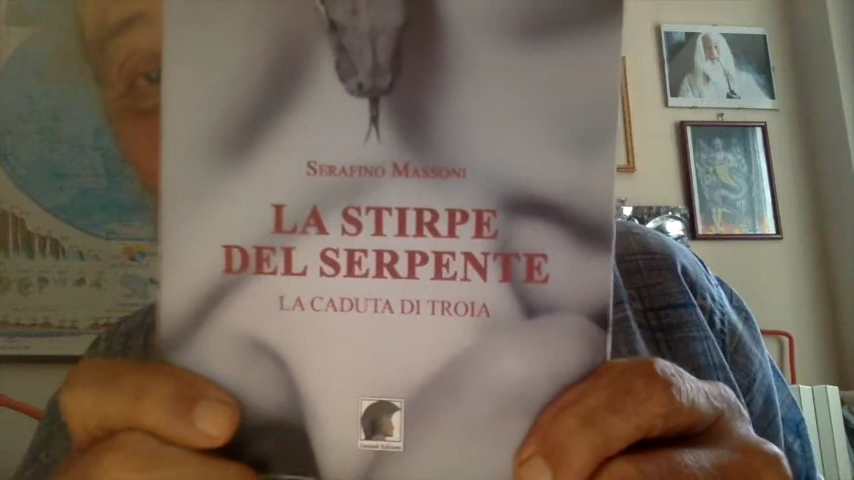 SERAFINO MASSONI
LA STIRPE
DEL SERPENTE
LA CADUTA DI TROIA